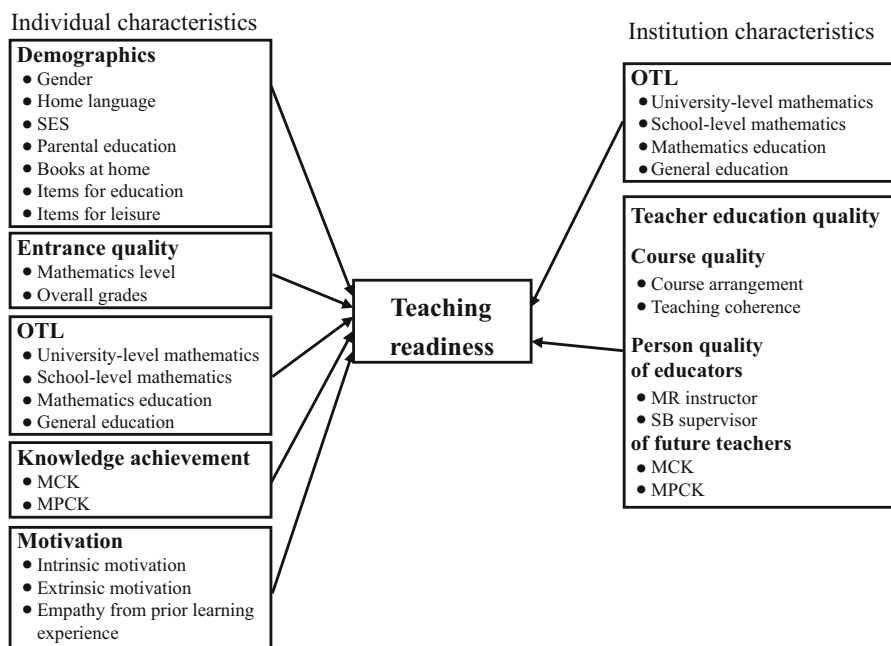 Individual characteristics
Demographics
● Gender
● Home language
● SES
● Parental education
● Books at home
● Items for education
● Items for leisure
Entrance quality
● Mathematics level
● Overall grades
OTL
● University-level mathematics
● School-level mathematics
● Mathematics education
● General education
Knowledge achievement
● MCK
● MPCK
Motivation
● Intrinsic motivation
● Extrinsic motivation
● Empathy from prior learning
experience
Teaching
readiness
Institution characteristics
OTL
● University-level mathematics
● School-level mathematics
● Mathematics education
● General education
Teacher education quality
Course quality
● Course arrangement
● Teaching coherence
Person quality
of educators
● MR instructor
● SB supervisor
of future teachers
● MCK
● MPCK